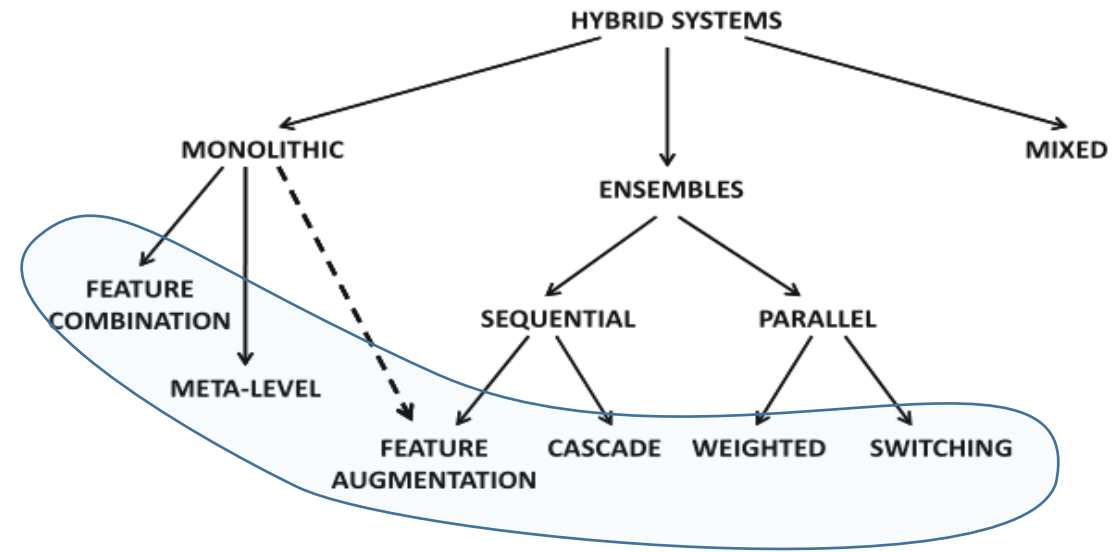 HYBRID SYSTEMS
MONOLITHIC
MIXED
ENSEMBLES
FEATURE
COMBINATION
SEQUENTIAL
PARALLEL
META-LEVEL
FEATURE
AUGMENTATION
CASCADE
WEIGHTED
SWITCHING